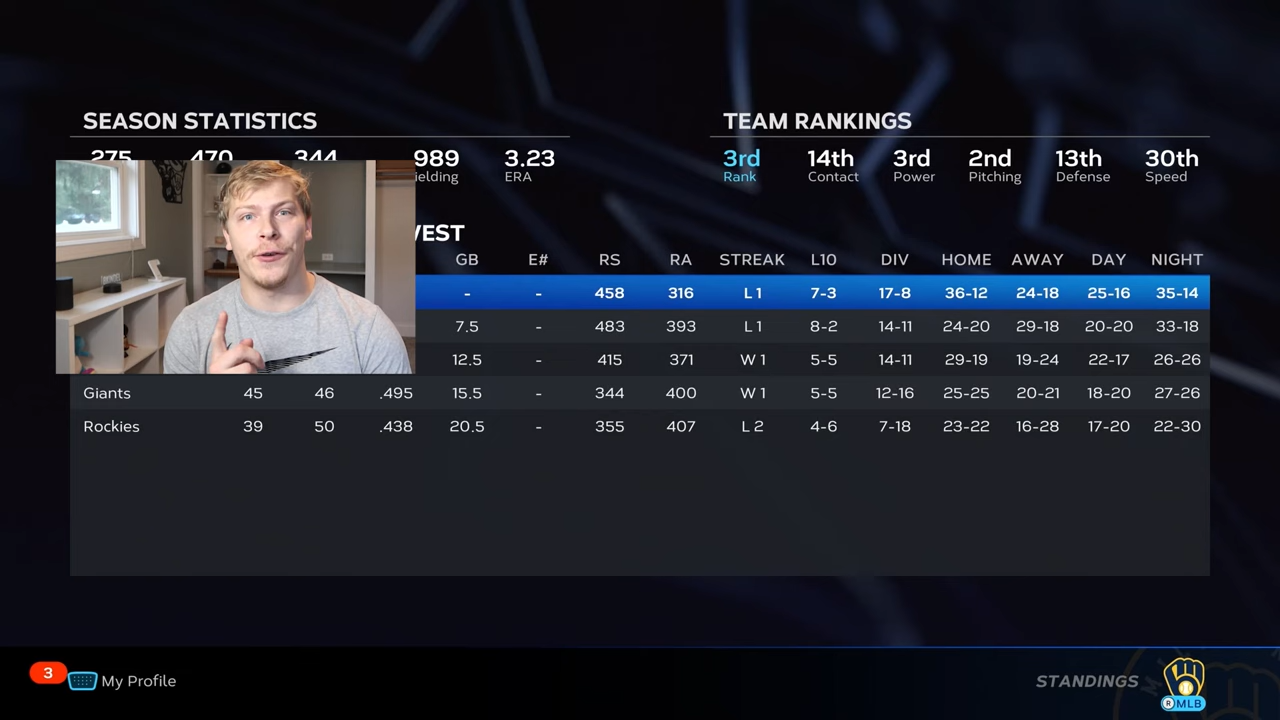 SEASON STATISTICS
TEAM RANKINGS
275 470 344 989 3.23
3rd 14th 3rd 2nd 13th 30th
ERA
Rank Contact Power Pitching Defense Speed
GB E# RS RA STREAK L10 DIV HOME AWAY DAY NIGHT
- - 458 316 L 1 7-3 17-8 36-12 24-18 25-16 35-14
7.5 - 483 393 L 1 8-2 14-11 24-20 29-18 20-20 33-18
12.5 - 415 371 W 1 5-5 14-11 29-19 19-24 22-17 26-26
Giants 45 46 .495 15.5 - 344 400 W 1 5-5 12-16 25-25 20-21 18-20 27-26
Rockies 39 50 .438 20.5 - 355 407 L 2 4-6 7-18 23-22 16-28 17-20 22-30
3 My Profile
STANDINGS
R MLB